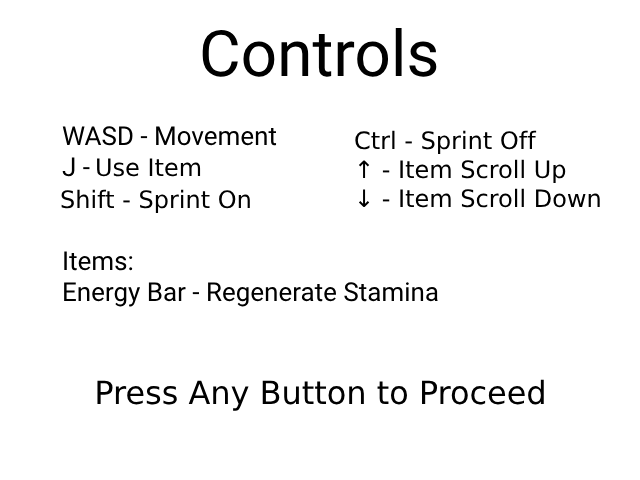 Controls
WASD - Movement
J - Use Item
Shift - Sprint On
Ctrl - Sprint Off
↑ - Item Scroll Up
↓ - Item Scroll Down
Items:
Energy Bar - Regenerate Stamina
Press Any Button to Proceed